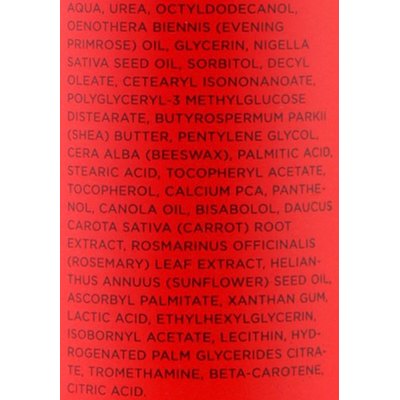 AQUA, UREA, OCTYLDODECANOL,
OENOTHERA BIENNIS (EVENING
PRIMROSE) OIL, GLYCERIN, NIGELLA
SATIVA SEED OIL, SORBITOL, DECYL
OLEATE, CETEARYL ISONONANOATE,
POLYGLYCERYL-3 METHYLGLUCOSE
DISTEARATE, BUTYROSPERMUM PARKII
(SHEA) BUTTER, PENTYLENE GLYCOL,
CERA ALBA (BEESWAX), PALMITIC ACID,
STEARIC ACID, TOCOPHERYL ACETATE,
TOCOPHEROL, CALCIUM PCA, PANTHE-
NOL, CANOLA OIL, BISABOLOL, DAUCUS
CAROTA SATIVA (CARROT) ROOT
EXTRACT, ROSMARINUS OFFICINALIS
(ROSEMARY) LEAF EXTRACT, HELIAN-
THUS ANNUUS (SUNFLOWER) SEED OIL,
ASCORBYL PALMITATE, XANTHAN GUM,
LACTIC ACID, ETHYLHEXYLGLYCERIN,
ISOBORNYL ACETATE, LECITHIN, HYD-
ROGENATED PALM GLYCERIDES CITRA-
TE, TROMETHAMINE, BETA-CAROTENE,
CITRIC ACID.